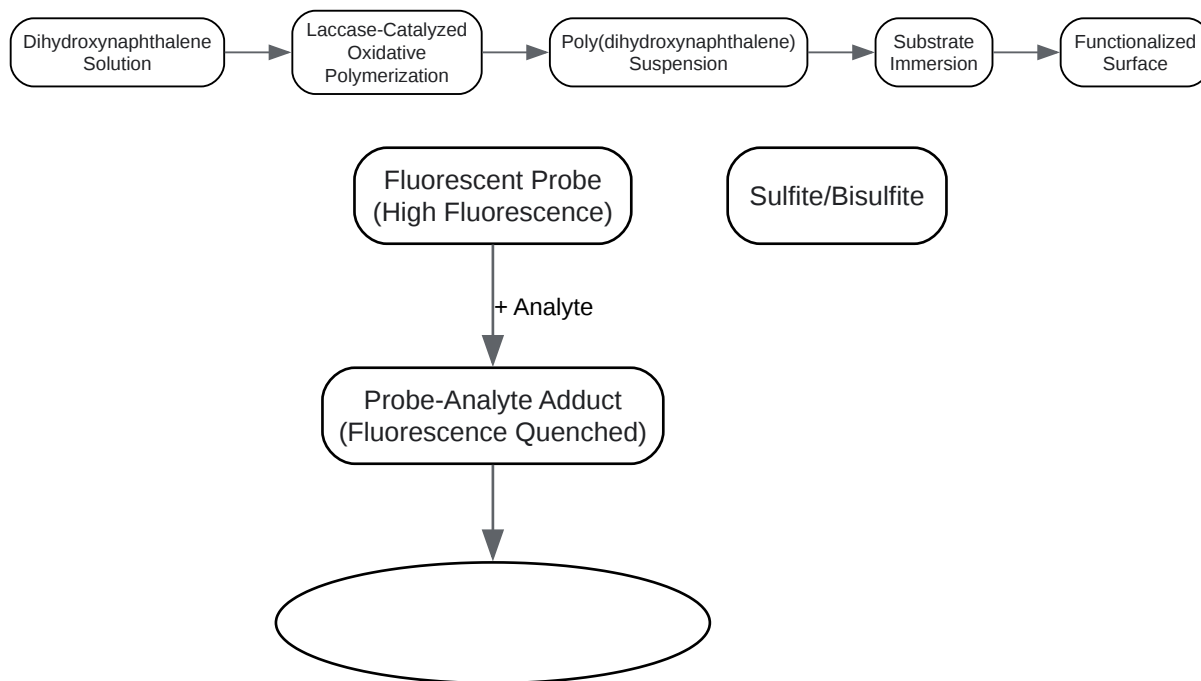 Dihydroxynaphthalene
Solution
Laccase-Catalyzed
Oxidative
Polymerization
Poly(dihydroxynaphthalene)
Suspension
Substrate
Immersion
Functionalized
Surface
Fluorescent Probe
(High Fluorescence)
Sulfite/Bisulfite
+ Analyte
Probe-Analyte Adduct
(Fluorescence Quenched)